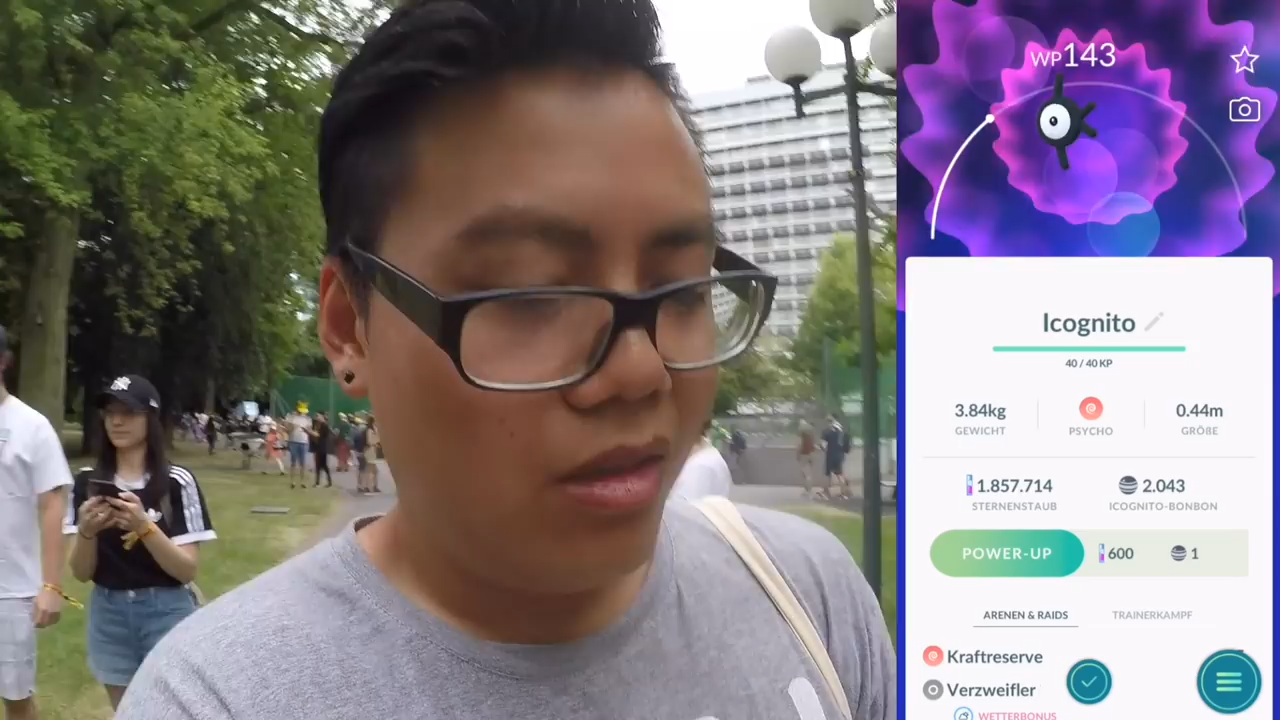 WP143
Icognito
40 / 40 KP
3.84kg
GEWICHT
PSYCHO
0.44m
GRÖßE
1.857.714
STERNENSTAUB
2.043
ICOGNITO-BONBON
POWER-UP
600
1
ARENEN & RAIDS
TRAINERKAMPF
Kraftreserve
Verzweifler
WETTERBONUS